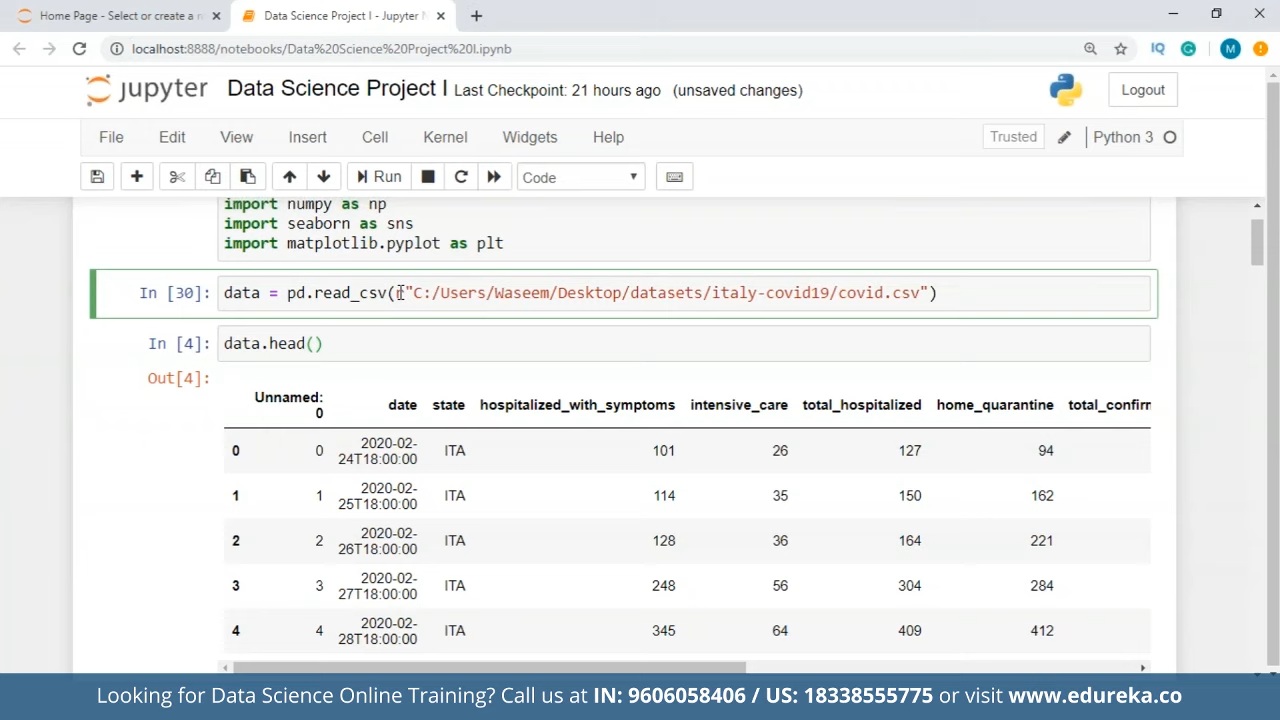 Home Page - Select or create a n
Data Science Project I - Jupyter N
localhost:8888/notebooks/Data%20Science%20Project%20I.ipynb
IQ
M
jupyter
Data Science Project I Last Checkpoint: 21 hours ago (unsaved changes)
Logout
File Edit View Insert Cell Kernel Widgets Help
Trusted
Python 3
Run
Code
import numpy as np
import seaborn as sns
import matplotlib.pyplot as plt
In [30]: data = pd.read_csv(r"C:/Users/Waseem/Desktop/datasets/italy-covid19/covid.csv")
In [4]: data.head()
Out[4]:
Unnamed: 0 date state hospitalized_with_symptoms intensive_care total_hospitalized home_quarantine total_confirn
0 0 2020-02-24T18:00:00 ITA 101 26 127 94
1 1 2020-02-25T18:00:00 ITA 114 35 150 162
2 2 2020-02-26T18:00:00 ITA 128 36 164 221
3 3 2020-02-27T18:00:00 ITA 248 56 304 284
4 4 2020-02-28T18:00:00 ITA 345 64 409 412
Looking for Data Science Online Training? Call us at IN: 9606058406 / US: 18338555775 or visit www.edureka.co